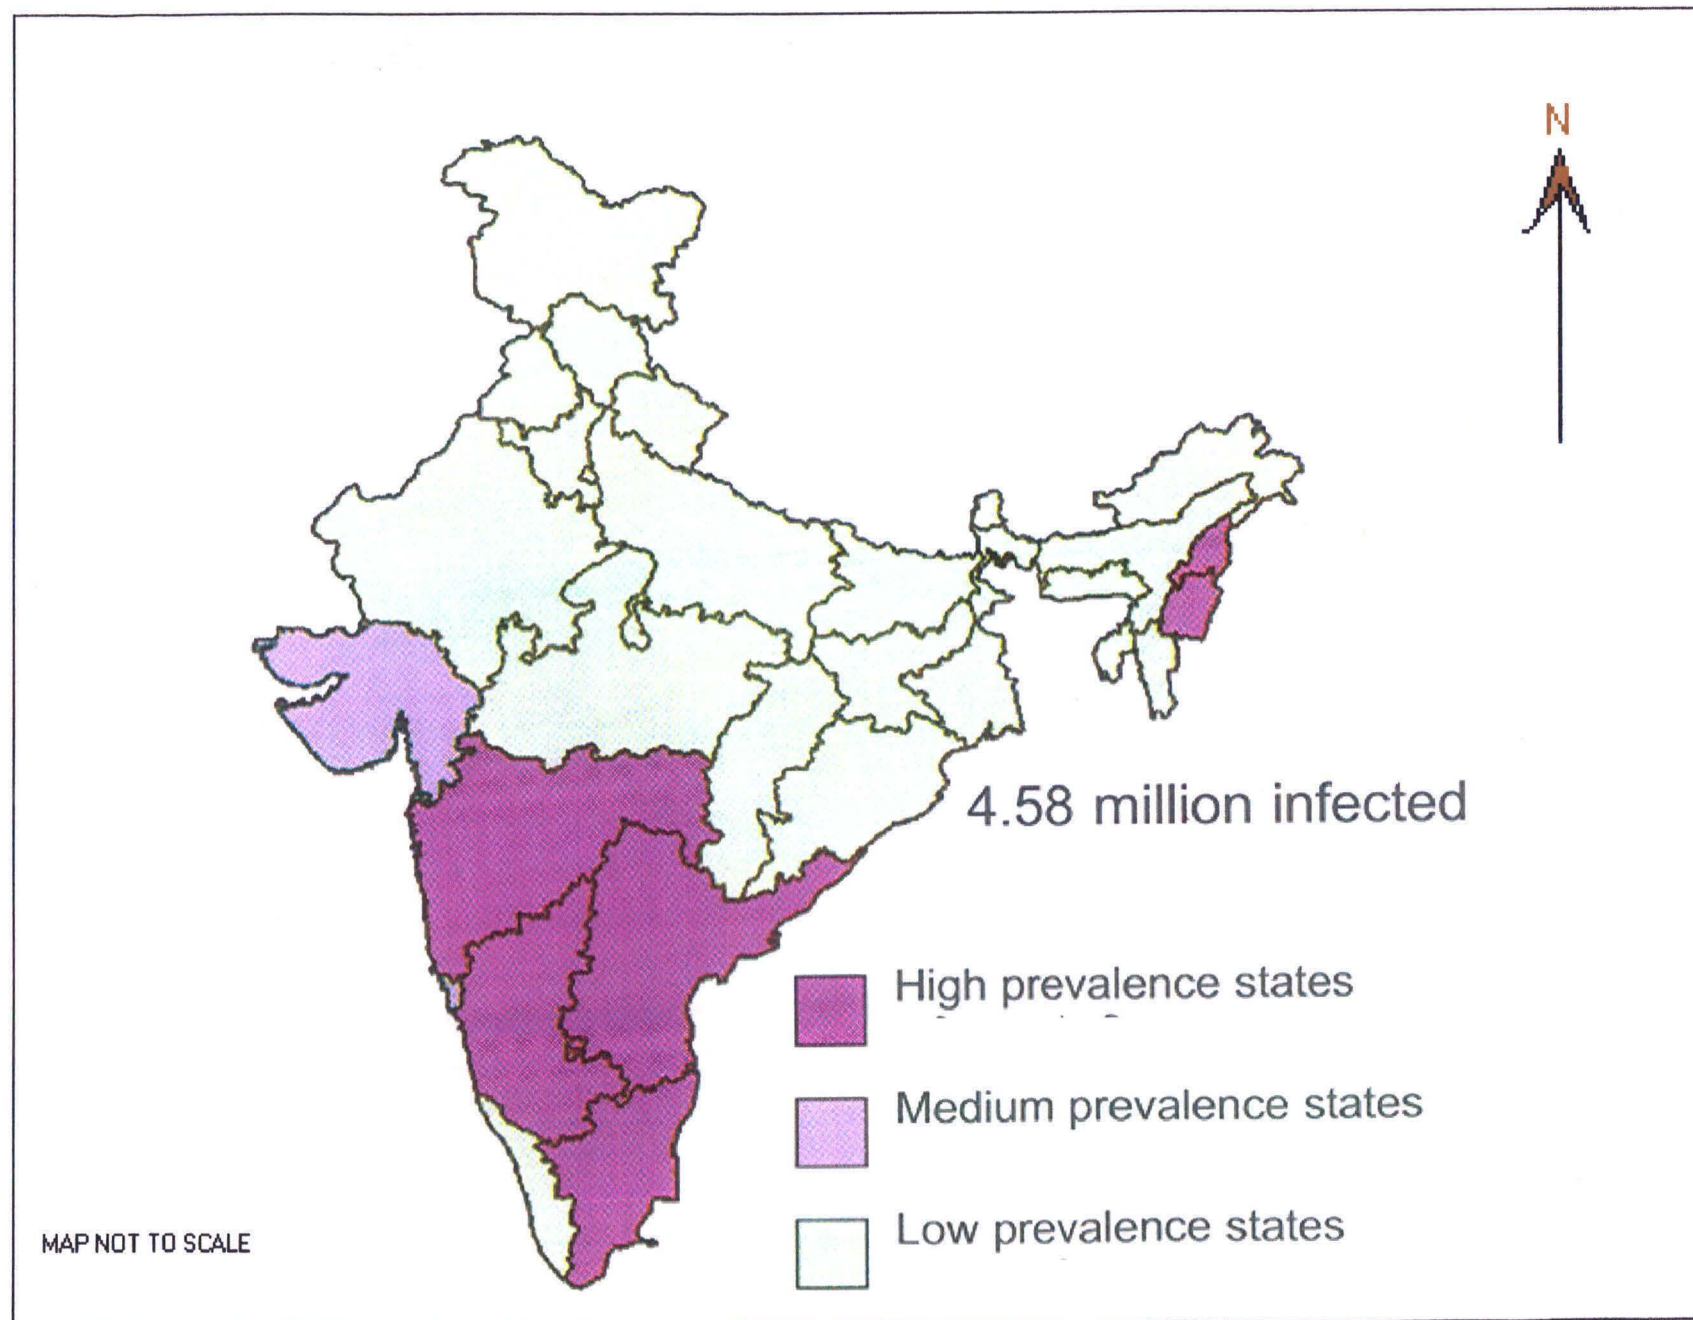 N
4.58 million infected
High prevalence states
Medium prevalence states
Low prevalence states
MAP NOT TO SCALE